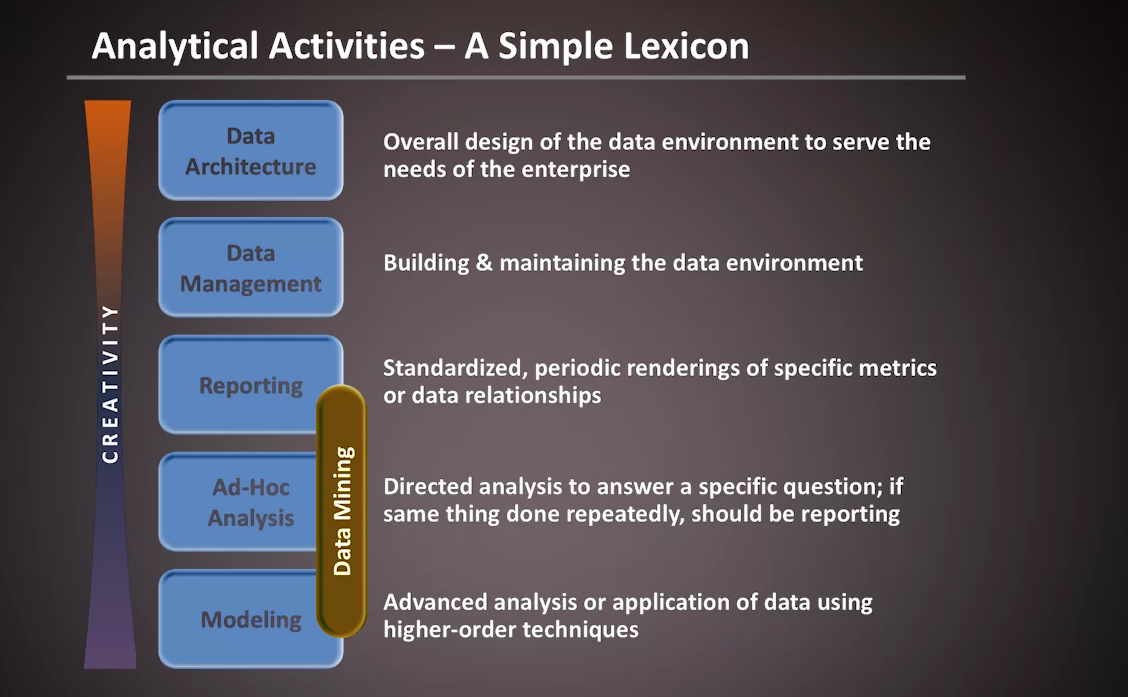 Analytical Activities – A Simple Lexicon
CREATIVITY
Data
Architecture
Overall design of the data environment to serve the
needs of the enterprise
Data
Management
Building & maintaining the data environment
Reporting
Standardized, periodic renderings of specific metrics
or data relationships
Data Mining
Ad-Hoc
Analysis
Directed analysis to answer a specific question; if
same thing done repeatedly, should be reporting
Modeling
Advanced analysis or application of data using
higher-order techniques